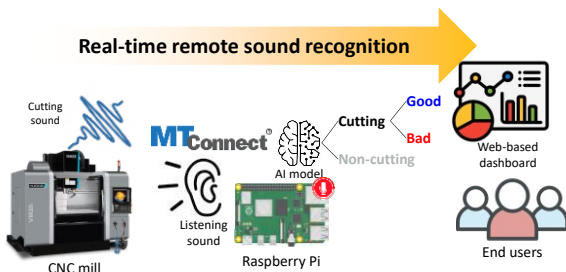 Real-time remote sound recognition
Cutting
sound
MTConnect®
Listening
sound
AI model
Cutting
Non-cutting
Good
Bad
Web-based
dashboard
CNC mill
Raspberry Pi
End users